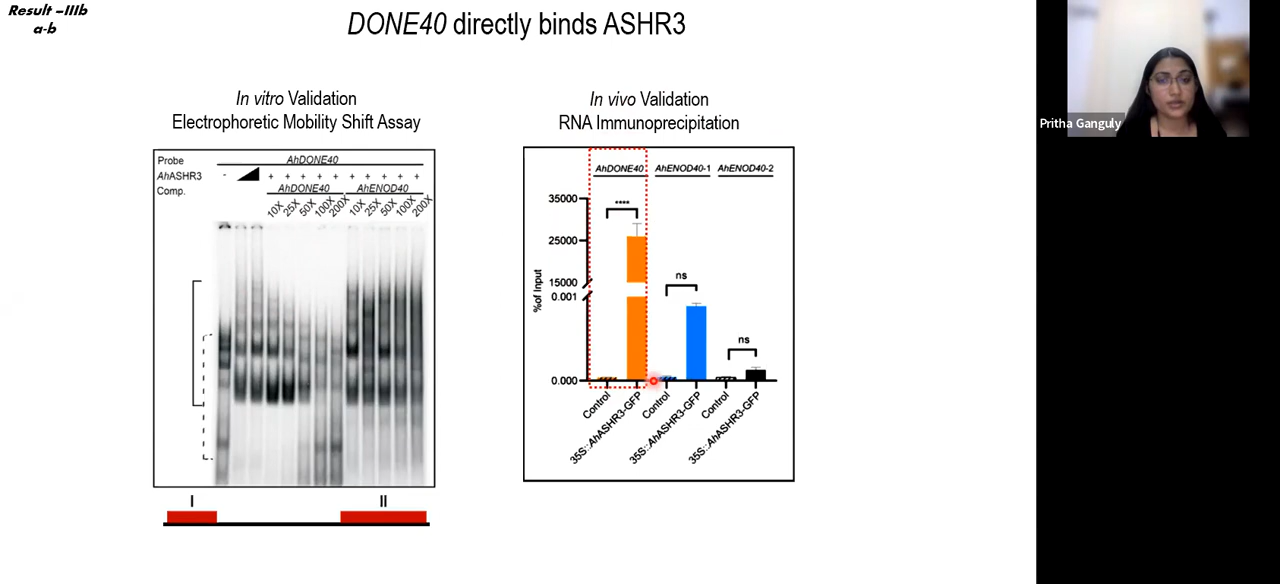 Result –IIIb
a-b
DONE40 directly binds ASHR3
In vitro Validation
Electrophoretic Mobility Shift Assay
Probe AhDONE40
AhASHR3 - + + + + + + + + + +
Comp. AhDONE40 AhENOD40
10X 25X 50X 100X 200X 10X 25X 50X 100X 200X
I II
In vivo Validation
RNA Immunoprecipitation
AhDONE40 AhENOD40-1 AhENOD40-2
35000
25000
15000
0.001
0.000
%of Input
**** ns ns
Control 35S::AhASHR3-GFP Control 35S::AhASHR3-GFP Control 35S::AhASHR3-GFP
Pritha Ganguly